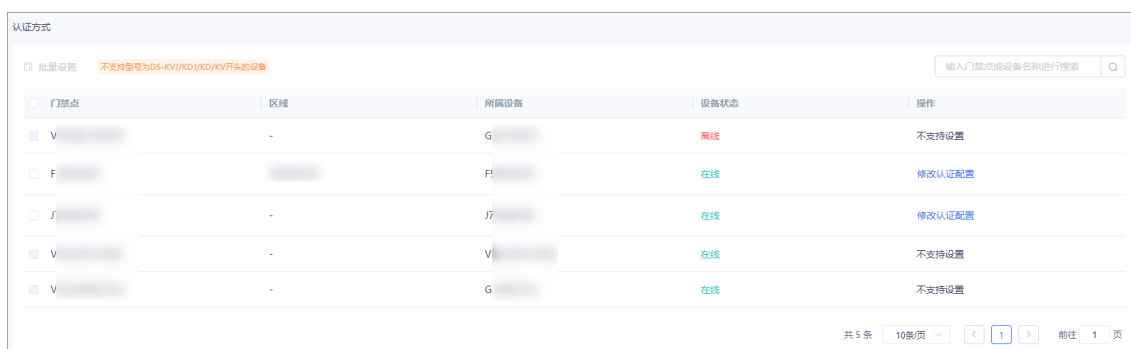 认证方式
批量设置 不支持型号为DS-KVJ/KDJ/KD/KV开头的设备 输入门禁点或设备名称进行搜索
门禁点 区域 所属设备 设备状态 操作
V - G 离线 不支持设置
F F 在线 修改认证配置
J - J7 在线 修改认证配置
V - V 在线 不支持设置
V - G 在线 不支持设置
共 5 条 10条/页 < 1 > 前往 1 页